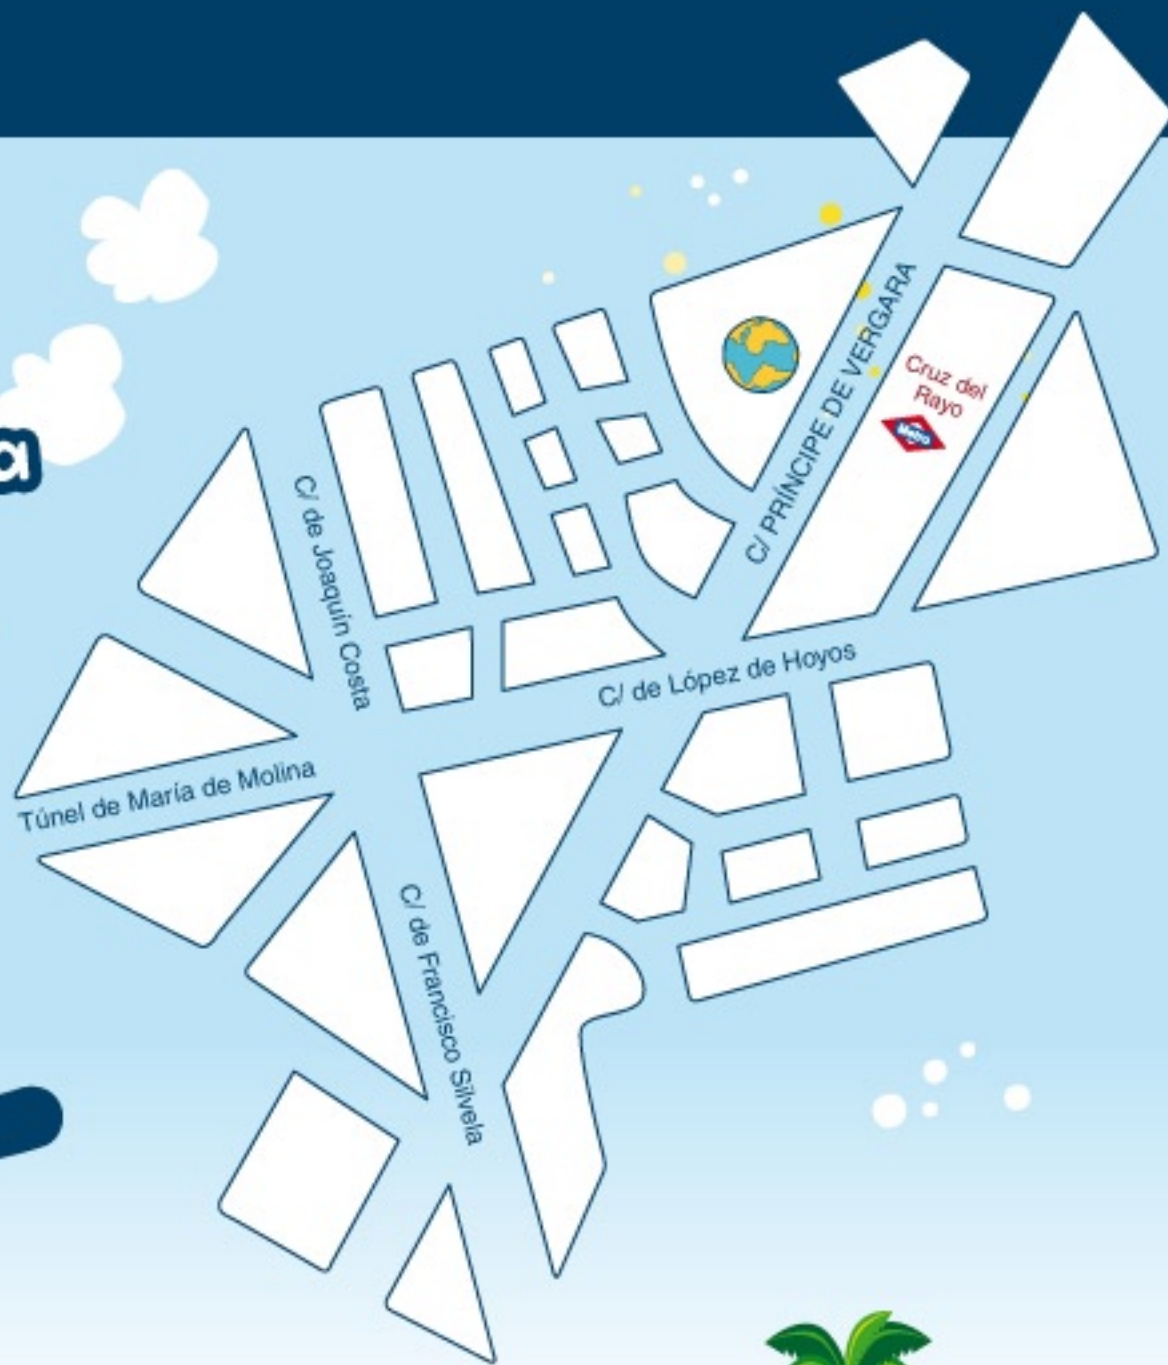 C/ PRÍNCIPE DE VERGARA
Cruz del
Rayo
Metro
a
C/ de Joaquín Costa
C/ de López de Hoyos
Túnel de María de Molina
C/ de Francisco Silvela